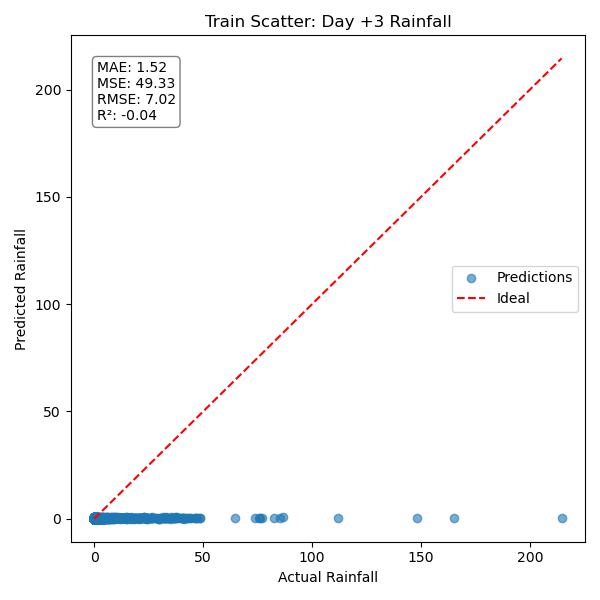 Train Scatter: Day +3 Rainfall
MAE: 1.52
MSE: 49.33
RMSE: 7.02
R²: -0.04
200
150
100
50
0
Predicted Rainfall
Predictions
Ideal
0
50
100
150
200
Actual Rainfall